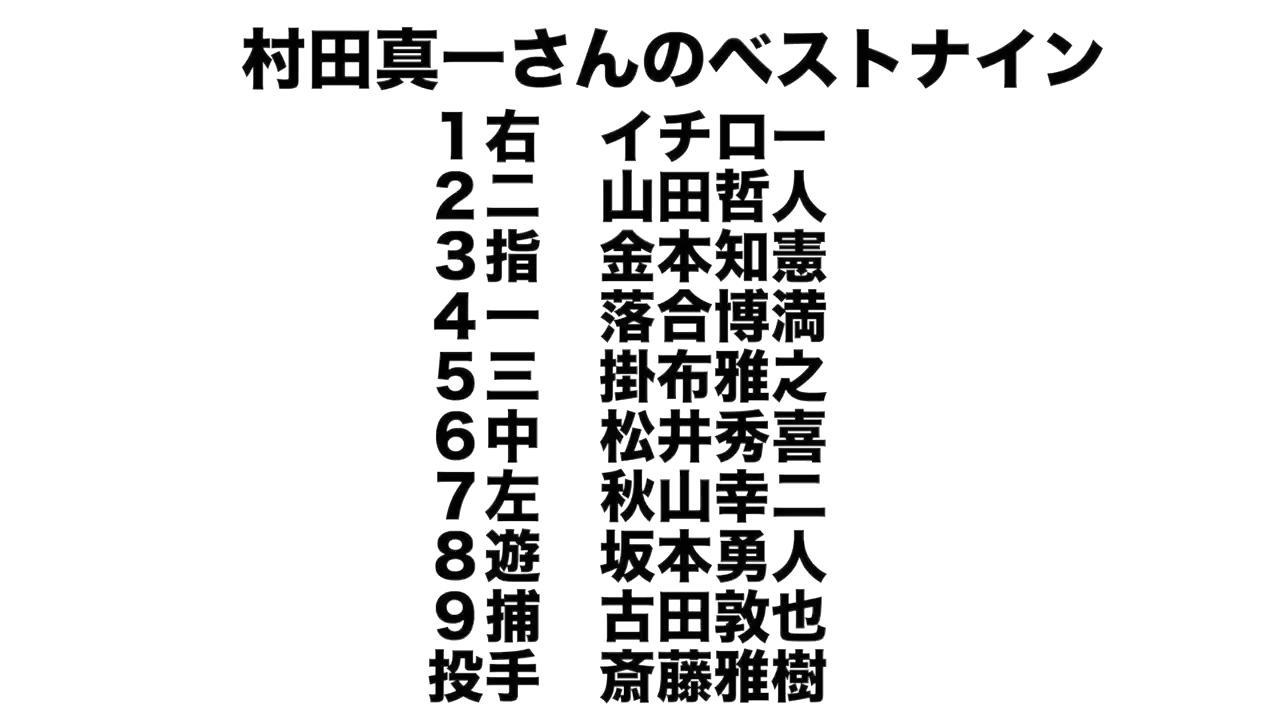 村田真一さんのベストナイン
1右　イチロー
2二　山田哲人
3指　金本知憲
4一　落合博満
5三　掛布雅之
6中　松井秀喜
7左　秋山幸二
8遊　坂本勇人
9捕　古田敦也
投手　斎藤雅樹